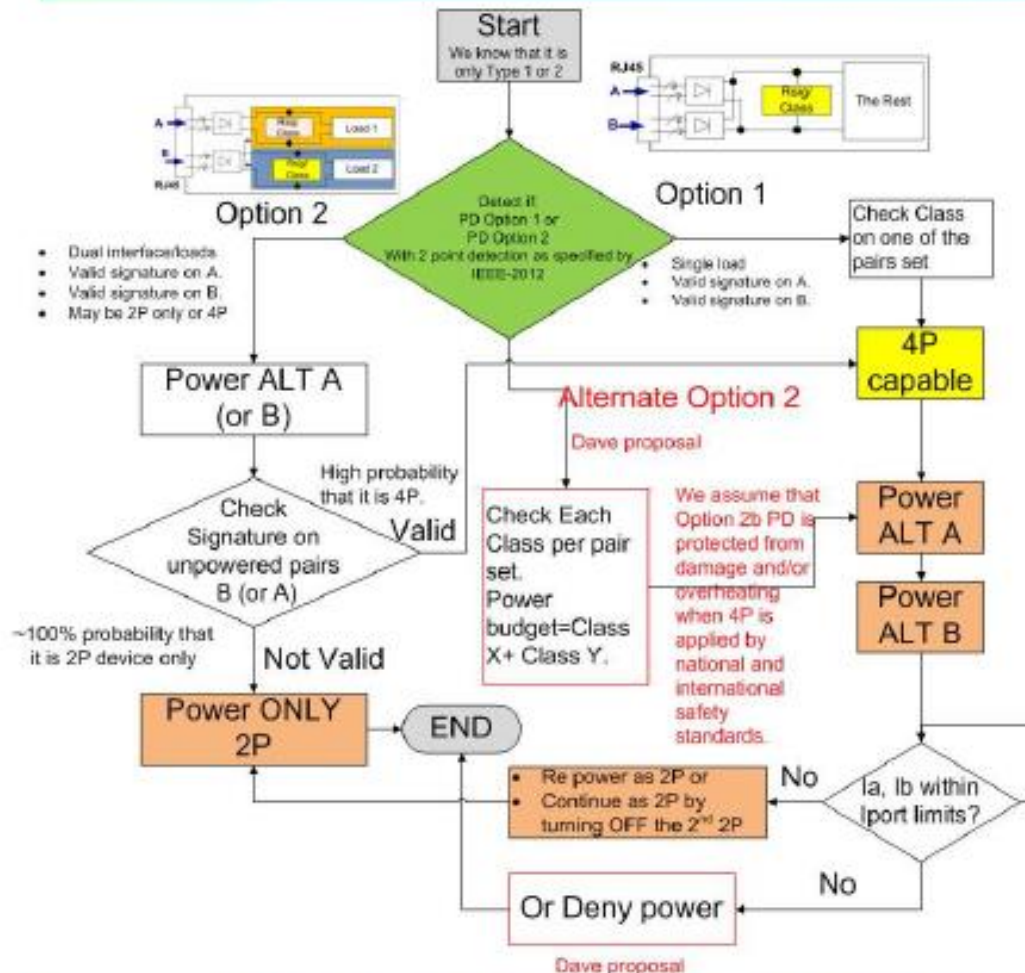 Start
We know that it is
only Type 1 or 2
RJ45
A
B
Rsig/
Class
The Rest
A
B
RJ45
Rsig/
Class
Load 1
Rsig/
Class
Load 2
Option 2
Option 1
Detect if:
PD Option 1 or
PD Option 2
With 2 point detection as specified by
IEEE-2012
Check Class
on one of the
pairs set
• Dual interface/loads
• Valid signature on A.
• Valid signature on B.
• May be 2P only or 4P
• Single load
• Valid signature on A.
• Valid signature on B.
4P
capable
Power ALT A
(or B)
Alternate Option 2
Dave proposal
High probability
that it is 4P.
Valid
Check
Signature on
unpowered pairs
B (or A)
Check Each
Class per pair
set.
Power
budget=Class
X+ Class Y.
We assume that
Option 2b PD is
protected from
damage and/or
overheating
when 4P is
applied by
national and
international
safety
standards.
Power
ALT A
Power
ALT B
~100% probability that
it is 2P device only
Not Valid
Power ONLY
2P
END
• Re power as 2P or
• Continue as 2P by
turning OFF the 2nd 2P
No
Ia, Ib within
Iport limits?
No
Or Deny power
Dave proposal